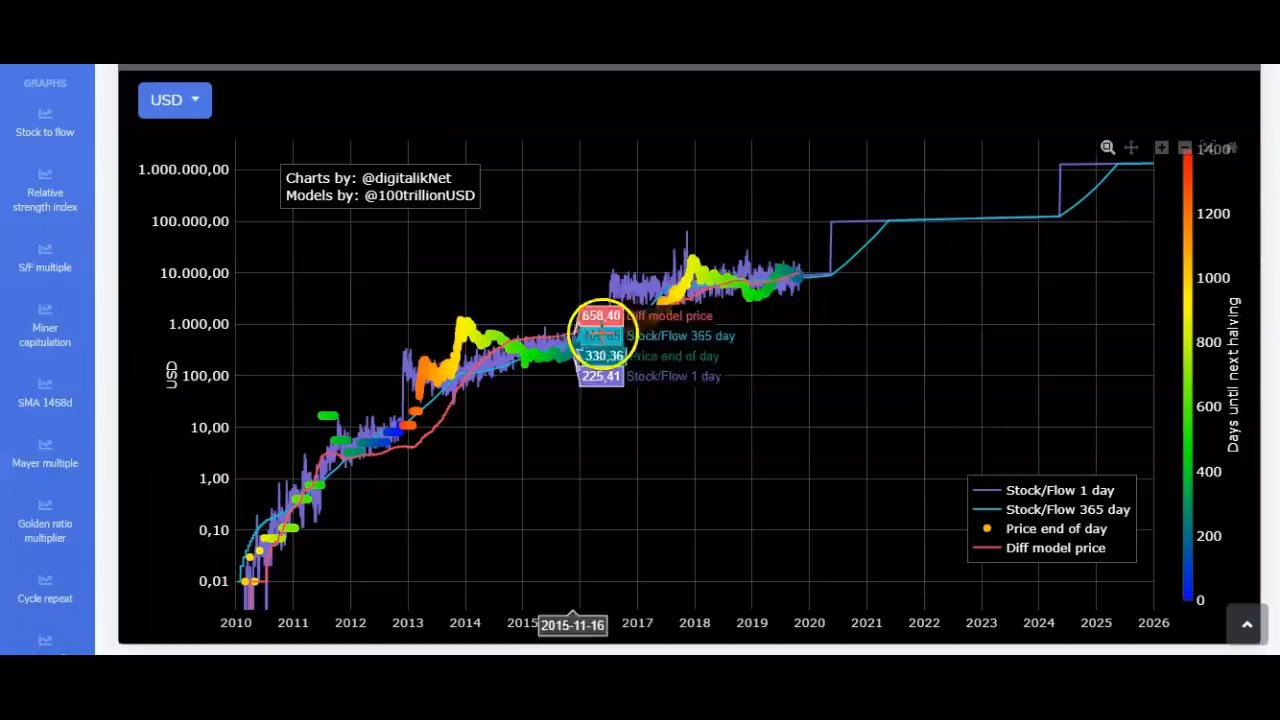 GRAPHS
Stock to flow
Relative
strength index
S/F multiple
Miner
capitulation
SMA 1458d
Mayer multiple
Golden ratio
multiplier
Cycle repeat
USD
Charts by: @digitalikNet
Models by: @100trillionUSD
1.000.000,00
100.000,00
10.000,00
1.000,00
100,00
10,00
1,00
0,10
0,01
USD
658,40 Diff model price
Stock/Flow 365 day
330,36 Price end of day
225,41 Stock/Flow 1 day
Stock/Flow 1 day
Stock/Flow 365 day
Price end of day
Diff model price
2010 2011 2012 2013 2014 2015 2015-11-16 2017 2018 2019 2020 2021 2022 2023 2024 2025 2026
1400
1200
1000
800
600
400
200
0
Days until next halving